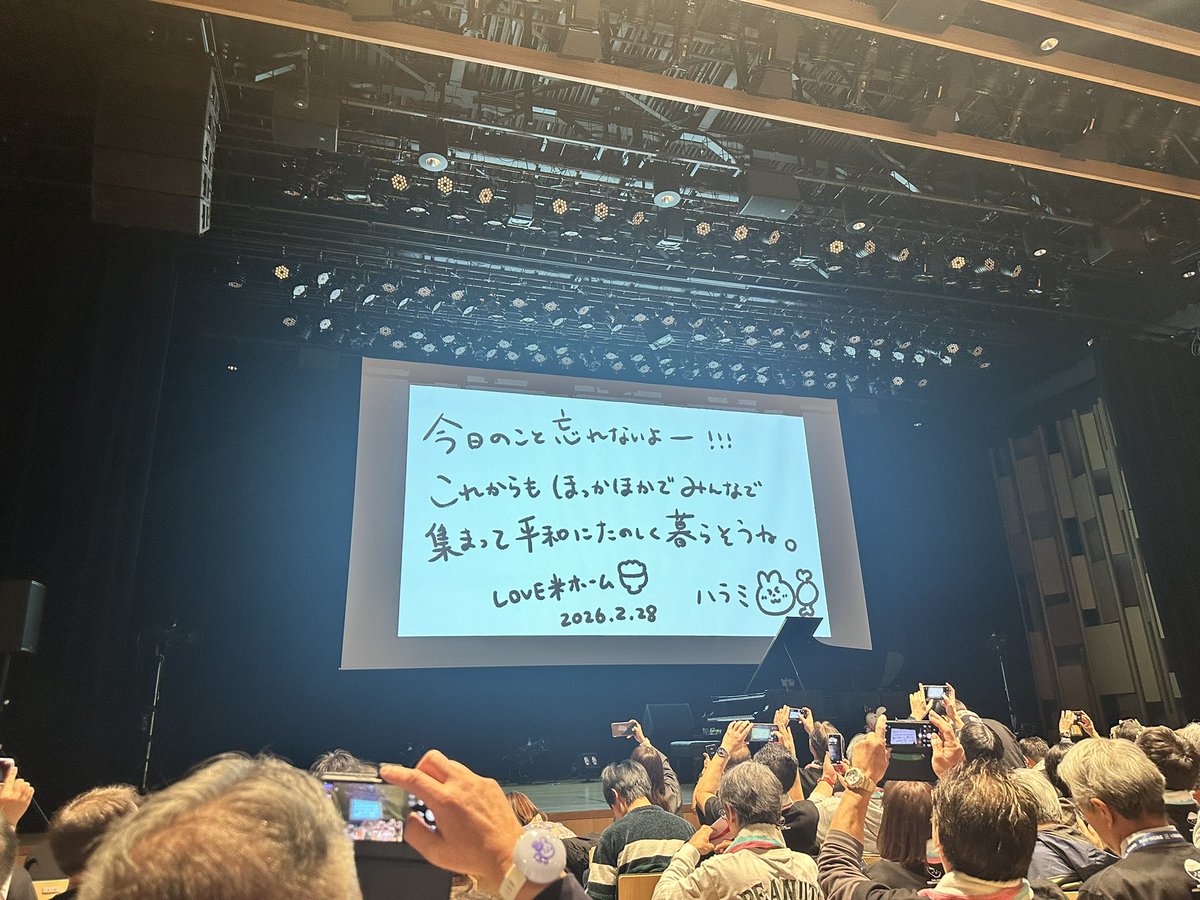 今日のこと忘れないよー!!!
これからもほっかほかでみんなで
集まって平和にたのしく暮らそうね。
LOVE米ホーム
ハラミ
2026.2.28
PEANUT